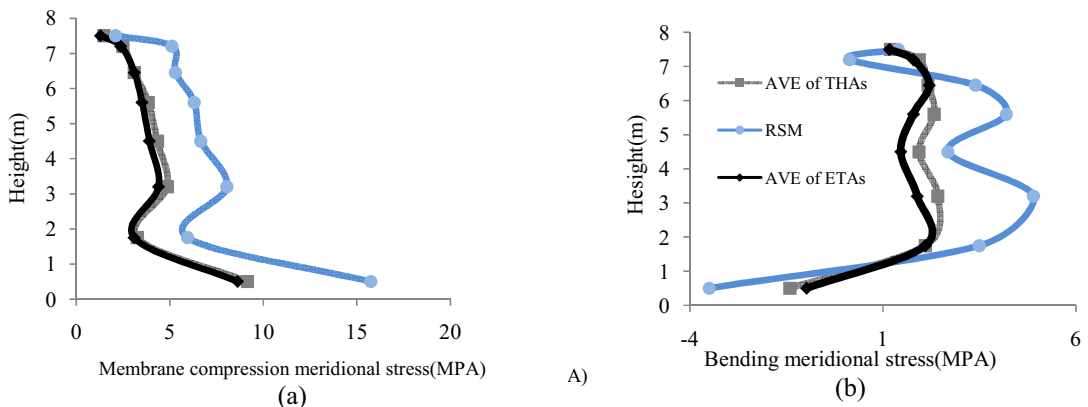 8
7
6
5
4
3
2
1
0
Height(m)
0 5 10 15 20
Membrane compression meridional stress(MPA)
(a)
A)
8
7
6
5
4
3
2
1
0
Hesight(m)
AVE of THAs
RSM
AVE of ETAs
-4 1 6
Bending meridional stress(MPA)
(b)